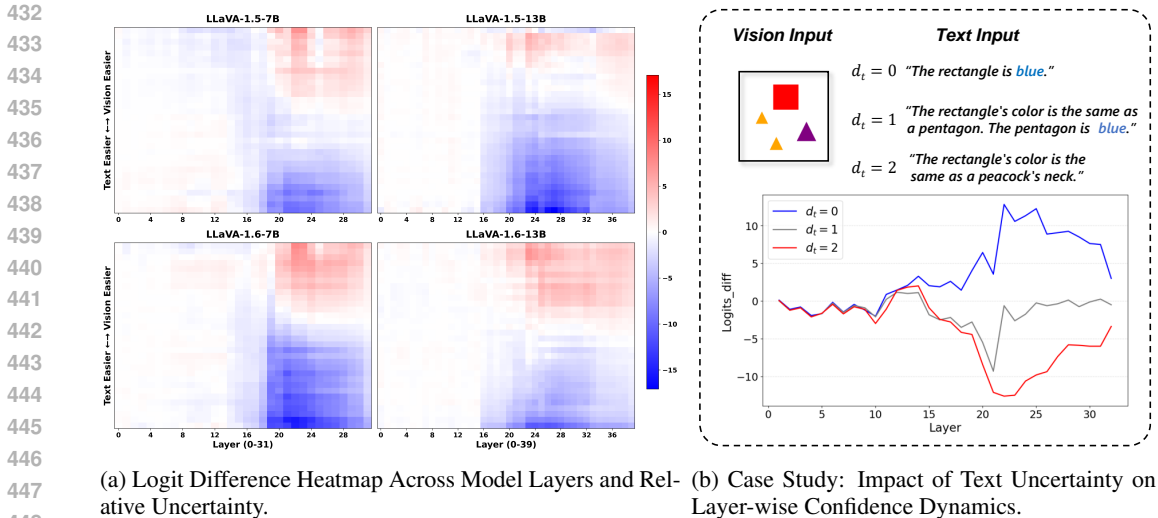 432
433
434
435
436
437
438
439
440
441
442
443
444
445
446
447
LLaVA-1.5-7B
LLaVA-1.5-13B
Text Easier ←→ Vision Easier
0 4 8 12 16 20 24 28
0 4 8 12 16 20 24 28 32 36
LLaVA-1.6-7B
LLaVA-1.6-13B
Text Easier ←→ Vision Easier
0 4 8 12 16 20 24 28
0 4 8 12 16 20 24 28 32 36
Layer (0-31)
Layer (0-39)
15
10
5
0
−5
−10
−15
(a) Logit Difference Heatmap Across Model Layers and Rel-
ative Uncertainty.
Vision Input
Text Input
d_t = 0 “The rectangle is blue.”
d_t = 1 “The rectangle's color is the same as
a pentagon. The pentagon is blue.”
d_t = 2 “The rectangle's color is the
same as a peacock's neck.”
d_t = 0
d_t = 1
d_t = 2
Logits_diff
10
5
0
−5
−10
0 5 10 15 20 25 30
Layer
(b) Case Study: Impact of Text Uncertainty on
Layer-wise Confidence Dynamics.